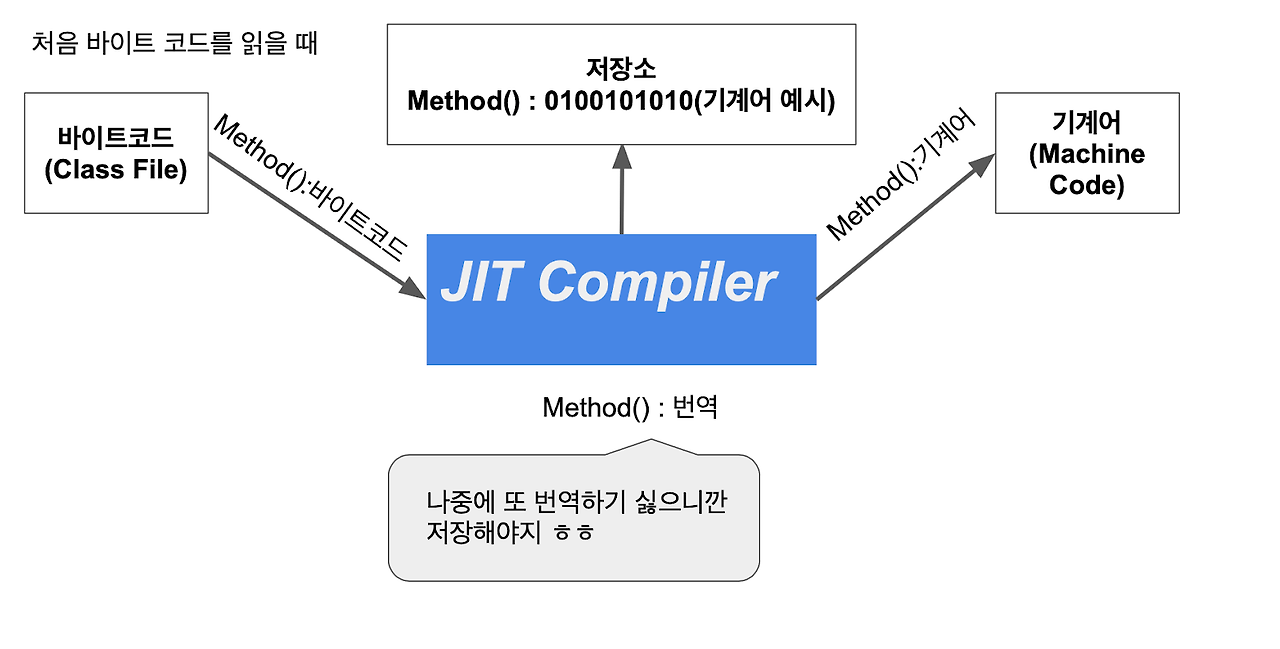 처음 바이트 코드를 읽을 때
저장소
Method() : 0100101010(기계어 예시)
바이트코드
(Class File)
Method():바이트코드
Method():기계어
기계어
(Machine
Code)
JIT Compiler
Method() : 번역
나중에 또 번역하기 싫으니깐
저장해야지 ㅎㅎ